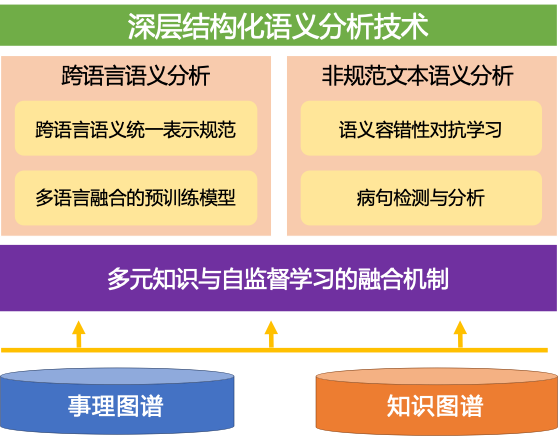 深层结构化语义分析技术
跨语言语义分析
非规范文本语义分析
跨语言语义统一表示规范
语义容错性对抗学习
多语言融合的预训练模型
病句检测与分析
多元知识与自监督学习的融合机制
事理图谱
知识图谱